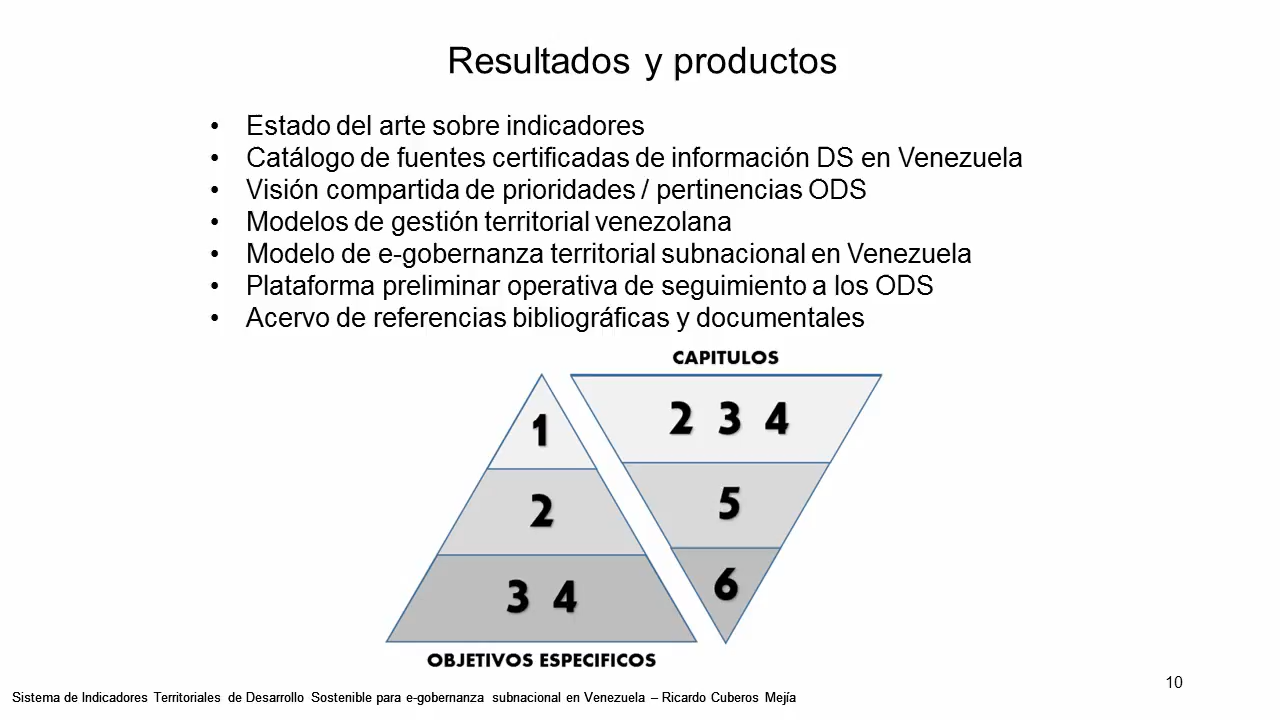 Resultados y productos
• Estado del arte sobre indicadores
• Catálogo de fuentes certificadas de información DS en Venezuela
• Visión compartida de prioridades / pertinencias ODS
• Modelos de gestión territorial venezolana
• Modelo de e-gobernanza territorial subnacional en Venezuela
• Plataforma preliminar operativa de seguimiento a los ODS
• Acervo de referencias bibliográficas y documentales
CAPITULOS
1
2 3 4
2
5
3 4
6
OBJETIVOS ESPECIFICOS
10
Sistema de Indicadores Territoriales de Desarrollo Sostenible para e-gobernanza subnacional en Venezuela – Ricardo Cuberos Mejía